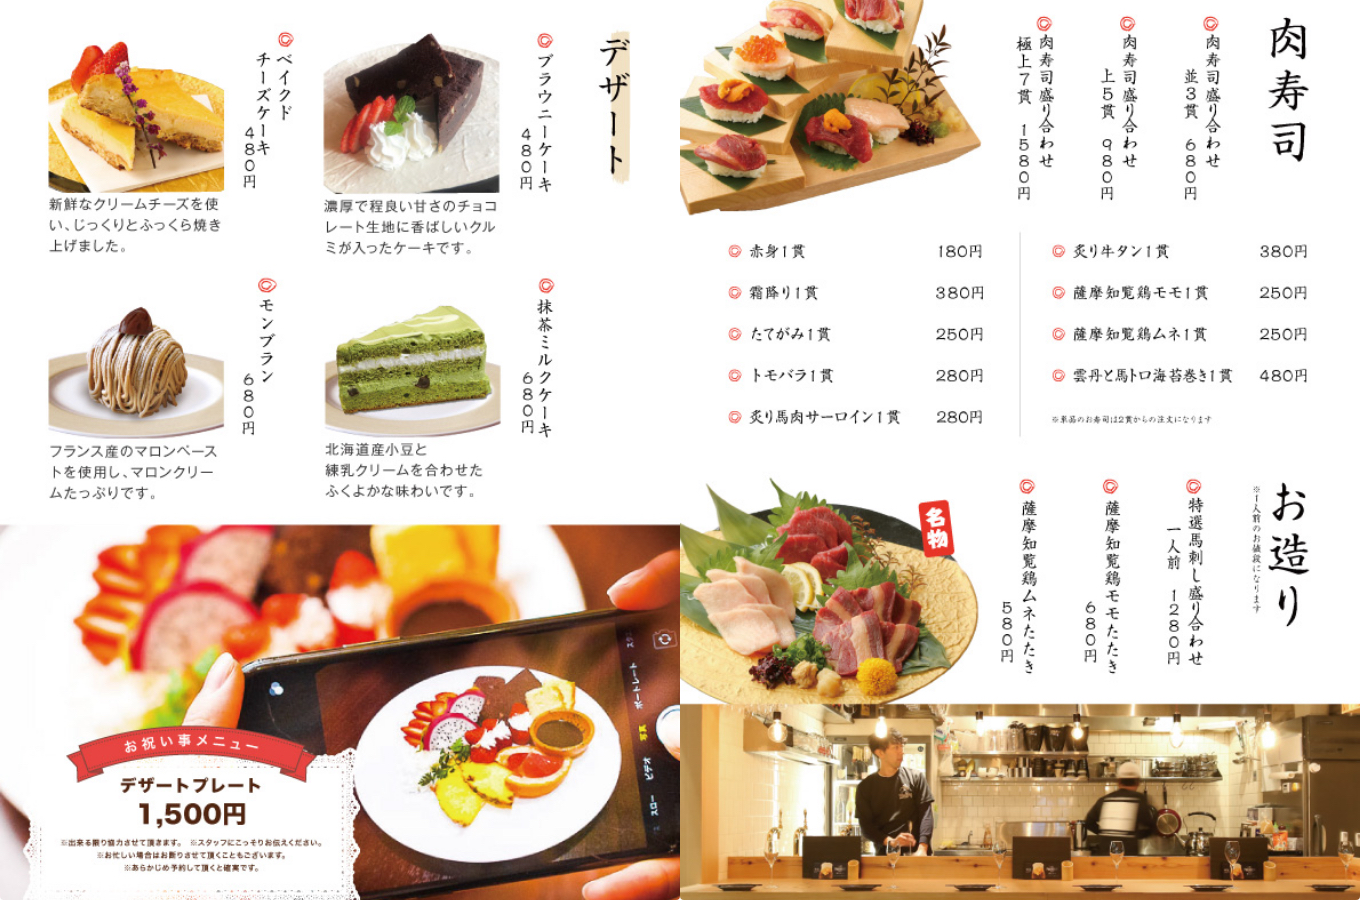 肉寿司
肉寿司盛り合わせ
並3貫 680円
肉寿司盛り合わせ
上5貫 980円
肉寿司盛り合わせ
極上7貫 1580円
赤身1貫 180円
霜降り1貫 380円
たてがみ1貫 250円
トモバラ1貫 280円
炙り馬肉サーロイン1貫 280円
炙り牛タン1貫 380円
薩摩知覧鶏モモ1貫 250円
薩摩知覧鶏ムネ1貫 250円
雲丹と馬トロ海苔巻き1貫 480円
※単品のお寿司は2貫からの注文になります
お造り
※1人前のお値段になります
特選馬刺し盛り合わせ
一人前 1280円
薩摩知覧鶏モモたたき
680円
薩摩知覧鶏ムネたたき
580円
名物
デザート
ブラウニーケーキ
480円
濃厚で程良い甘さのチョコ
レート生地に香ばしいクル
ミが入ったケーキです。
ベイクド
チーズケーキ
480円
新鮮なクリームチーズを使
い、じっくりとふっくら焼き
上げました。
抹茶ミルクケーキ
680円
北海道産小豆と
練乳クリームを合わせた
ふくよかな味わいです。
モンブラン
680円
フランス産のマロンペース
トを使用し、マロンクリー
ムたっぷりです。
お祝い事メニュー
デザートプレート
1,500円
※出来る限り協力させて頂きます。 ※スタッフにこっそりお伝えください。
※お忙しい場合はお断りさせて頂くこともございます。
※あらかじめ予約して頂くと確実です。
ポートレート
写真
ビデオ
スロー